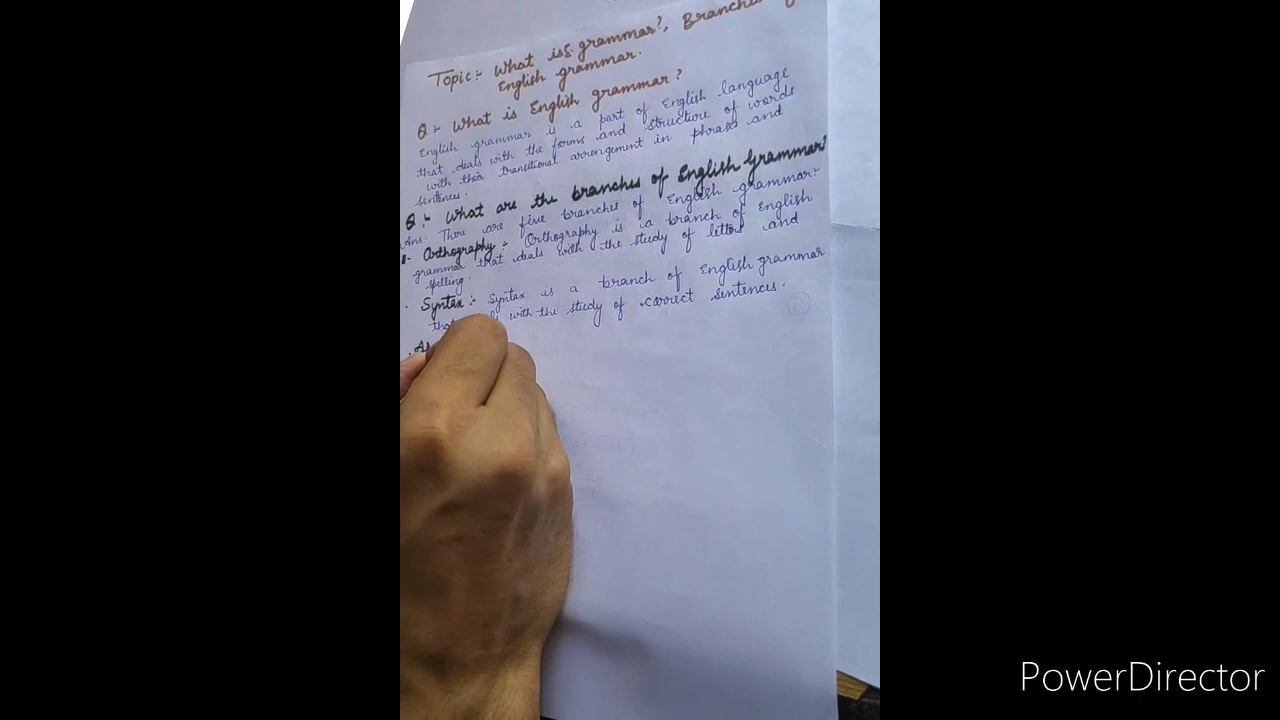 Topic:- What is grammar?, Branches of
English grammar.
Q:- What is English grammar?
English grammar is a part of English language
that deals with the forms and structure of words
with their transitional arrengement in phrases and
sentences.
Q:- What are the branches of English Grammar?
Ans: There are five branches of English grammar:-
1- Orthography:- Orthography is a branch of English
grammar that deals with the study of letters and
spelling.
. Syntax:- Syntax is a branch of English grammar
that with the study of correct sentences.
PowerDirector